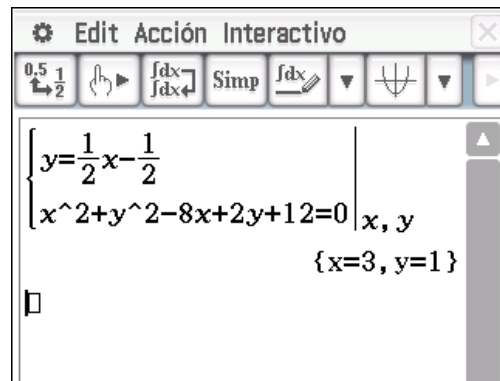 Edit Acción Interactivo
0.5 1/2 ∫dx ∫dx Simp ∫dx
y=1/2x-1/2
x^2+y^2-8x+2y+12=0 x, y
{x=3, y=1}